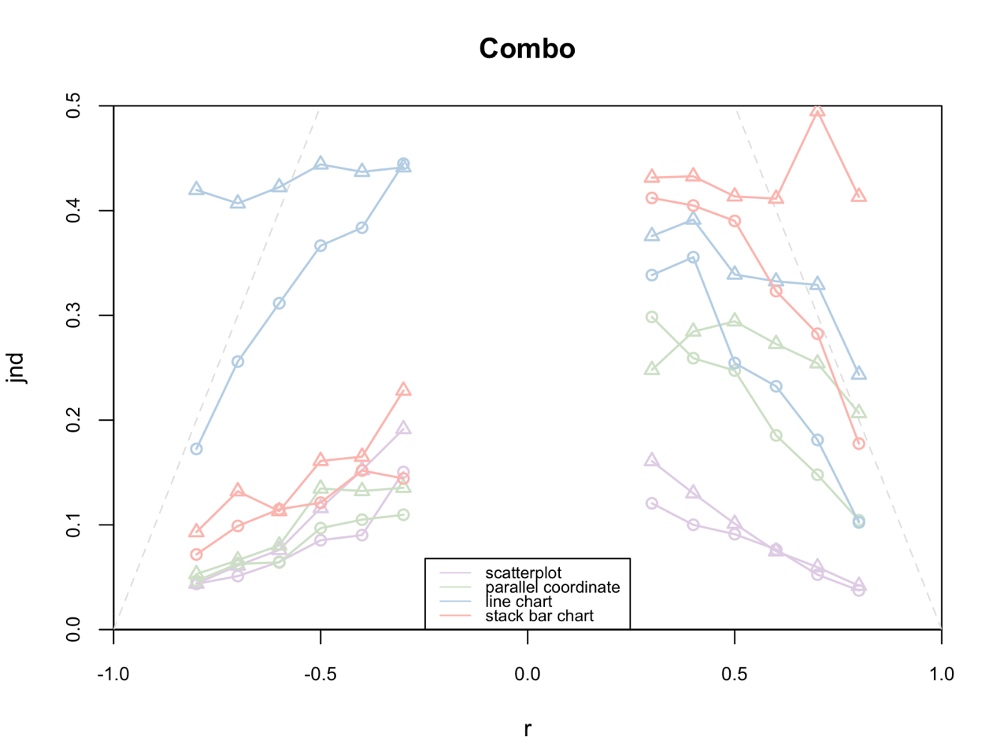 Combo
jnd
0.5
0.4
0.3
0.2
0.1
0.0
scatterplot
parallel coordinate
line chart
stack bar chart
-1.0 -0.5 0.0 0.5 1.0
r